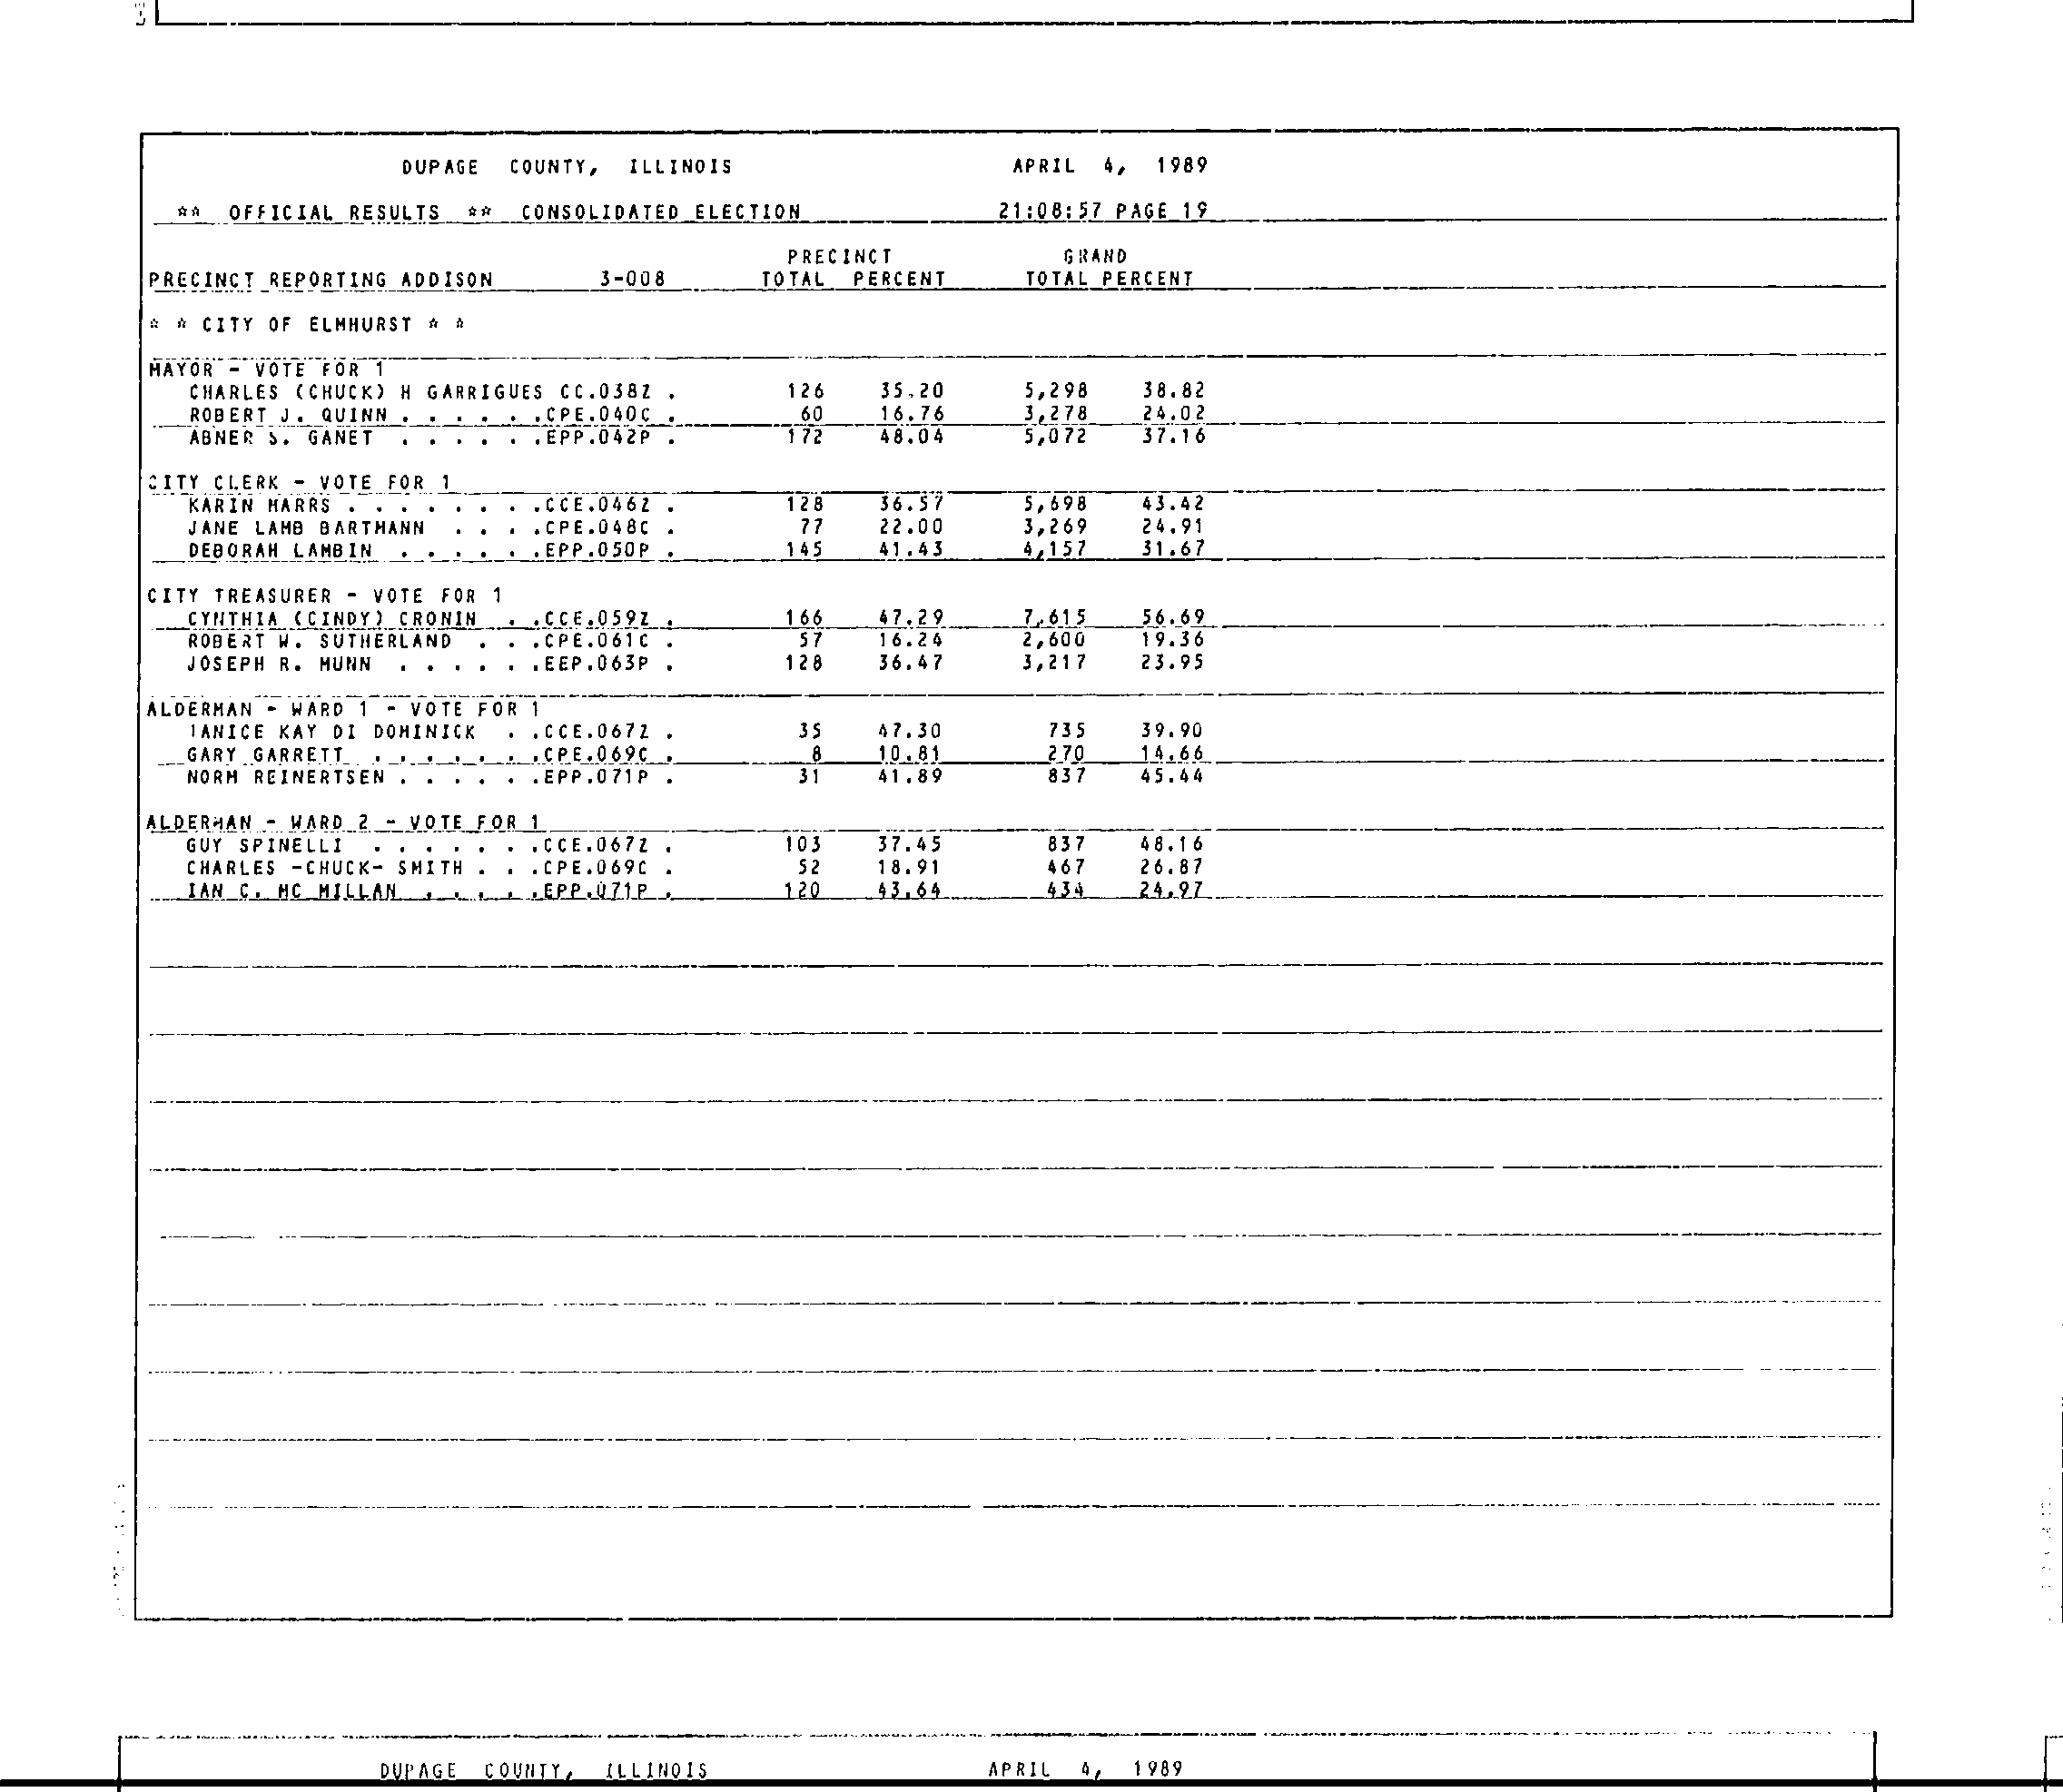 DUPAGE COUNTY, ILLINOIS APRIL 4, 1989
** OFFICIAL RESULTS ** CONSOLIDATED ELECTION 21:08:57 PAGE 19
PRECINCT GRAND
PRECINCT REPORTING ADDISON 3-008 TOTAL PERCENT TOTAL PERCENT
* * CITY OF ELMHURST * *
MAYOR - VOTE FOR 1
CHARLES (CHUCK) H GARRIGUES CC.038Z . 126 35.20 5,298 38.82
ROBERT J. QUINN . . . . . .CPE.040C . 60 16.76 3,278 24.02
ABNER S. GANET . . . . . .EPP.042P . 172 48.04 5,072 37.16
CITY CLERK - VOTE FOR 1
KARIN MARRS . . . . . . . .CCE.046Z . 128 36.57 5,698 43.42
JANE LAMB BARTMANN . . . .CPE.048C . 77 22.00 3,269 24.91
DEBORAH LAMBIN . . . . . .EPP.050P . 145 41.43 4,157 31.67
CITY TREASURER - VOTE FOR 1
CYNTHIA (CINDY) CRONIN . .CCE.059Z . 166 47.29 7,615 56.69
ROBERT W. SUTHERLAND . . .CPE.061C . 57 16.24 2,600 19.36
JOSEPH R. MUNN . . . . . .EEP.063P . 128 36.47 3,217 23.95
ALDERMAN - WARD 1 - VOTE FOR 1
JANICE KAY DI DOMINICK . .CCE.067Z . 35 47.30 735 39.90
GARY GARRETT . . . . . . .CPE.069C . 8 10.81 270 14.66
NORM REINERTSEN . . . . . .EPP.071P . 31 41.89 837 45.44
ALDERMAN - WARD 2 - VOTE FOR 1
GUY SPINELLI . . . . . . .CCE.067Z . 103 37.45 837 48.16
CHARLES -CHUCK- SMITH . . .CPE.069C . 52 18.91 467 26.87
IAN C. MC MILLAN . . . . .EPP.071P . 120 43.64 434 24.97
DUPAGE COUNTY, ILLINOIS APRIL 4, 1989